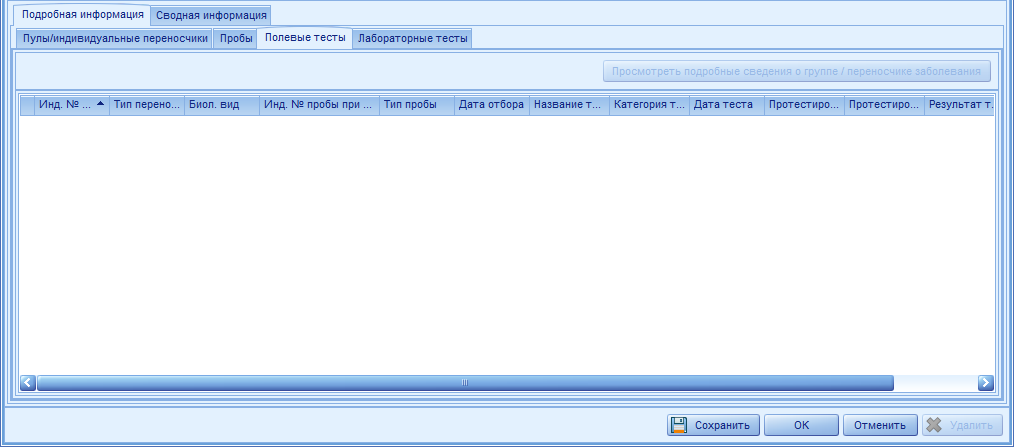 Подробная информация Сводная информация
Пулы/индивидуальные переносчики Пробы Полевые тесты Лабораторные тесты
Просмотреть подробные сведения о группе / переносчике заболевания
Инд. № ... Тип перено... Биол. вид Инд. № пробы при ... Тип пробы Дата отбора Название т... Категория т... Дата теста Протестиро... Протестиро... Результат т.
Сохранить ОК Отменить Удалить